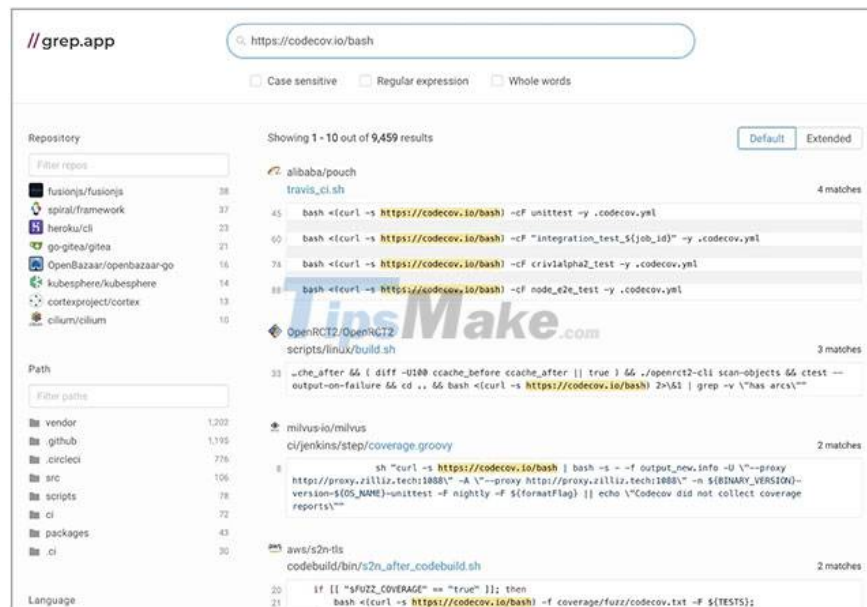 //grep.app
https://codecov.io/bash
Case sensitive
Regular expression
Whole words
Repository
Filter repos
fusionjs/fusionjs 38
spiral/framework 37
heroku/cli 23
go-gitea/gitea 21
OpenBazaar/openbazaar-go 16
kubesphere/kubesphere 14
cortexproject/cortex 13
cilium/cilium 10
Path
Filter paths
vendor 1,202
.github 1,195
.circleci 776
src 106
scripts 78
ci 72
packages 43
.ci 30
Language
Showing 1 - 10 out of 9,459 results
Default
Extended
alibaba/pouch
travis_ci.sh 4 matches
45 bash <(curl -s https://codecov.io/bash) -cF unittest -y .codecov.yml
60 bash <(curl -s https://codecov.io/bash) -cF "integration_test_${job_id}" -y .codecov.yml
74 bash <(curl -s https://codecov.io/bash) -cF criv1alpha2_test -y .codecov.yml
88 bash <(curl -s https://codecov.io/bash) -cF node_e2e_test -y .codecov.yml
TipsMake.com
OpenRCT2/OpenRCT2
scripts/linux/build.sh 3 matches
33 …che_after && ( diff -U100 ccache_before ccache_after || true ) && ./openrct2-cli scan-objects && ctest --
output-on-failure && cd .. && bash <(curl -s https://codecov.io/bash) 2>\&1 | grep -v \"has arcs\""
milvus-io/milvus
ci/jenkins/step/coverage.groovy 2 matches
8 sh "curl -s https://codecov.io/bash | bash -s - -f output_new.info -U \"--proxy
http://proxy.zilliz.tech:1088\" -A \"--proxy http://proxy.zilliz.tech:1088\" -n ${BINARY_VERSION}-
version-${OS_NAME}-unittest -F nightly -F ${formatFlag} || echo \"Codecov did not collect coverage
reports\""
aws
aws/s2n-tls
codebuild/bin/s2n_after_codebuild.sh 2 matches
20 if [[ "$FUZZ_COVERAGE" == "true" ]]; then
21 bash <(curl -s https://codecov.io/bash) -f coverage/fuzz/codecov.txt -F ${TESTS};